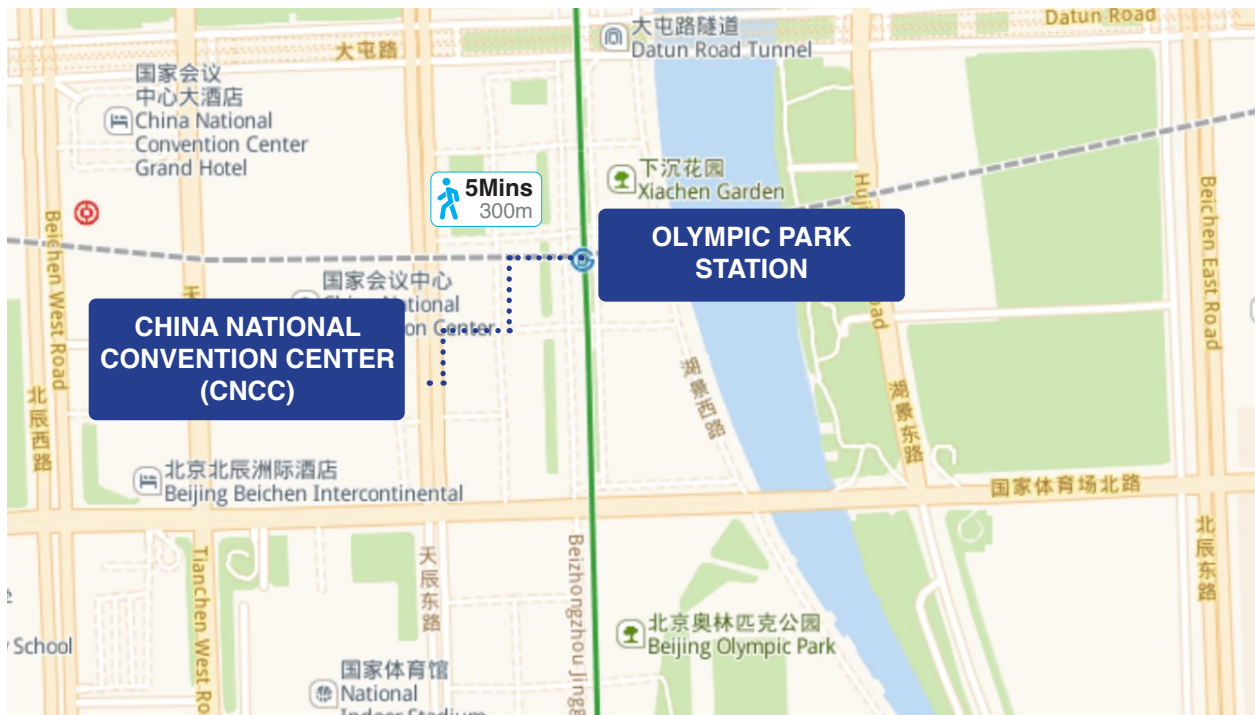 大屯路隧道
Datun Road Tunnel
Datun Road
大屯路
国家会议
中心大酒店
China National
Convention Center
Grand Hotel
下沉花园
Xiachen Garden
5Mins
300m
OLYMPIC PARK
STATION
国家会议中心
CHINA NATIONAL
CONVENTION CENTER
(CNCC)
Beichen West Road
北辰西路
Beichen East Road
湖景西路
湖景东路
北京北辰洲际酒店
Beijing Beichen Intercontinental
国家体育场北路
北辰东路
天辰东路
Tianchen West Ro
Beizhongzhou Jingg
北京奥林匹克公园
Beijing Olympic Park
School
国家体育馆
National
Indoor Stadium